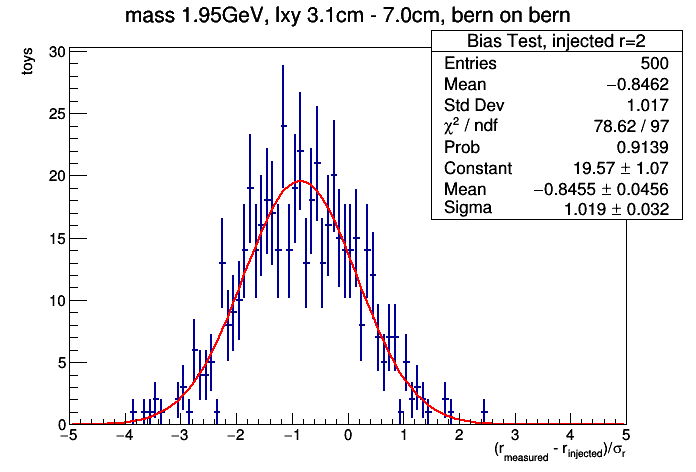 mass 1.95GeV, lxy 3.1cm - 7.0cm, bern on bern
toys
30
25
20
15
10
5
0
−5 −4 −3 −2 −1 0 1 2 3 4 5
(r_measured - r_injected)/σ_r
Bias Test, injected r=2
Entries 500
Mean −0.8462
Std Dev 1.017
χ² / ndf 78.62 / 97
Prob 0.9139
Constant 19.57 ± 1.07
Mean −0.8455 ± 0.0456
Sigma 1.019 ± 0.032